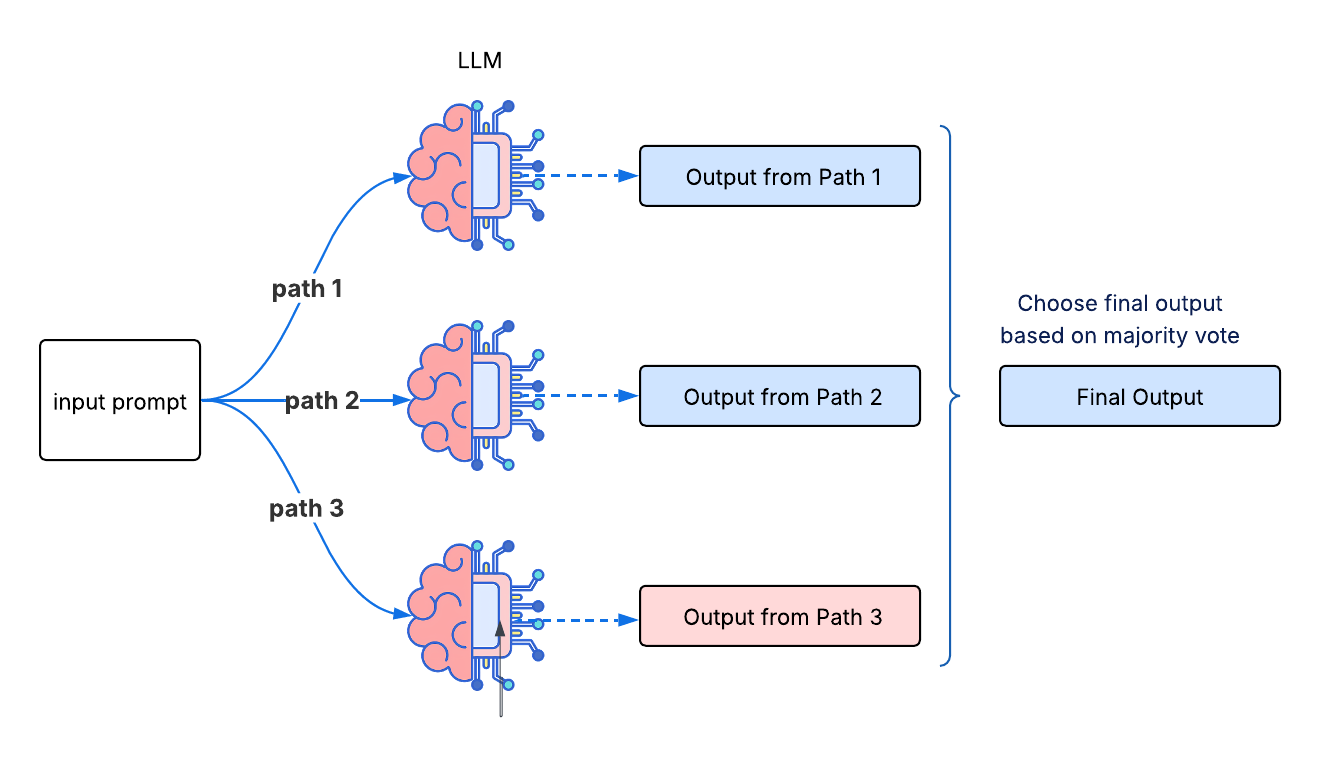 LLM
path 1
Output from Path 1
input prompt
path 2
Output from Path 2
Choose final output
based on majority vote
Final Output
path 3
Output from Path 3